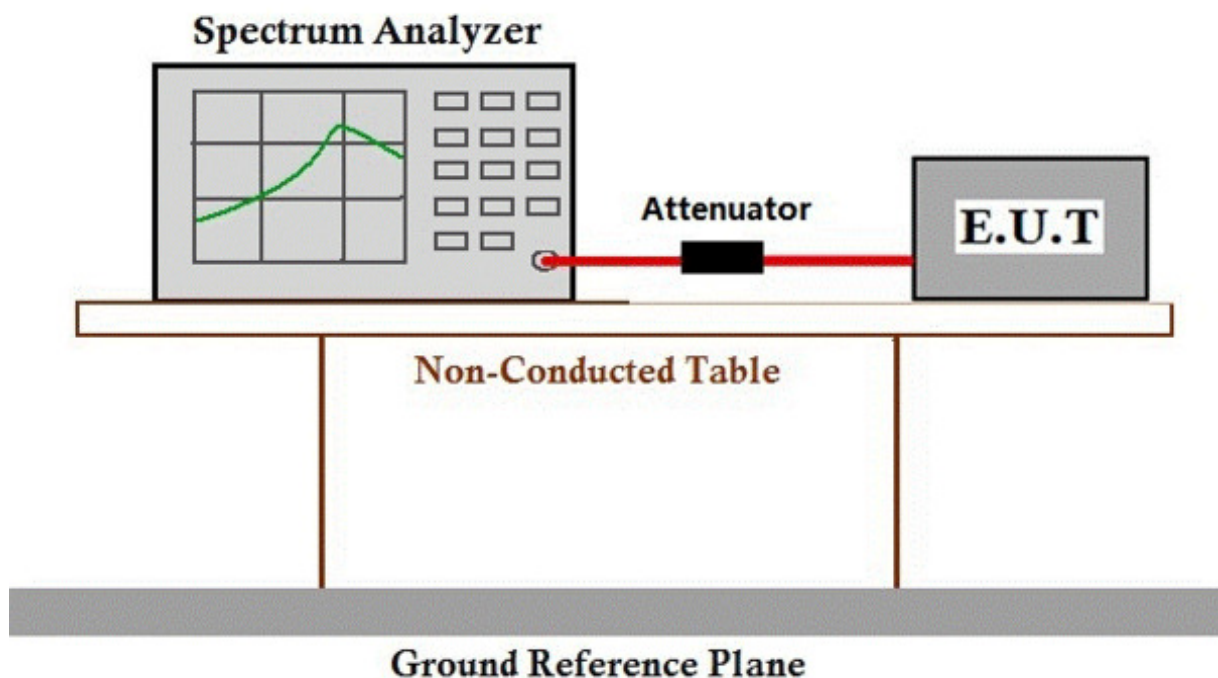 Spectrum Analyzer
Attenuator
E.U.T
Non-Conducted Table
Ground Reference Plane